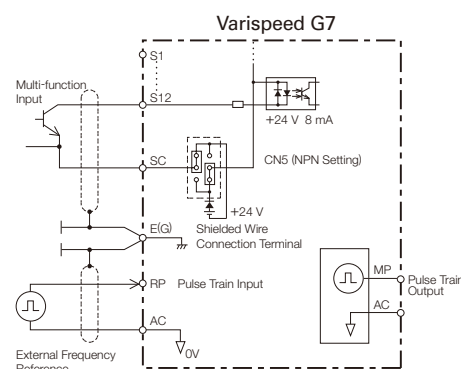 Varispeed G7
S1
Multi-function
Input
S12
+24 V 8 mA
SC
CN5 (NPN Setting)
+24 V
E(G)
Shielded Wire
Connection Terminal
RP Pulse Train Input
MP
Pulse Train
Output
AC
AC
0V
External Frequency
Reference